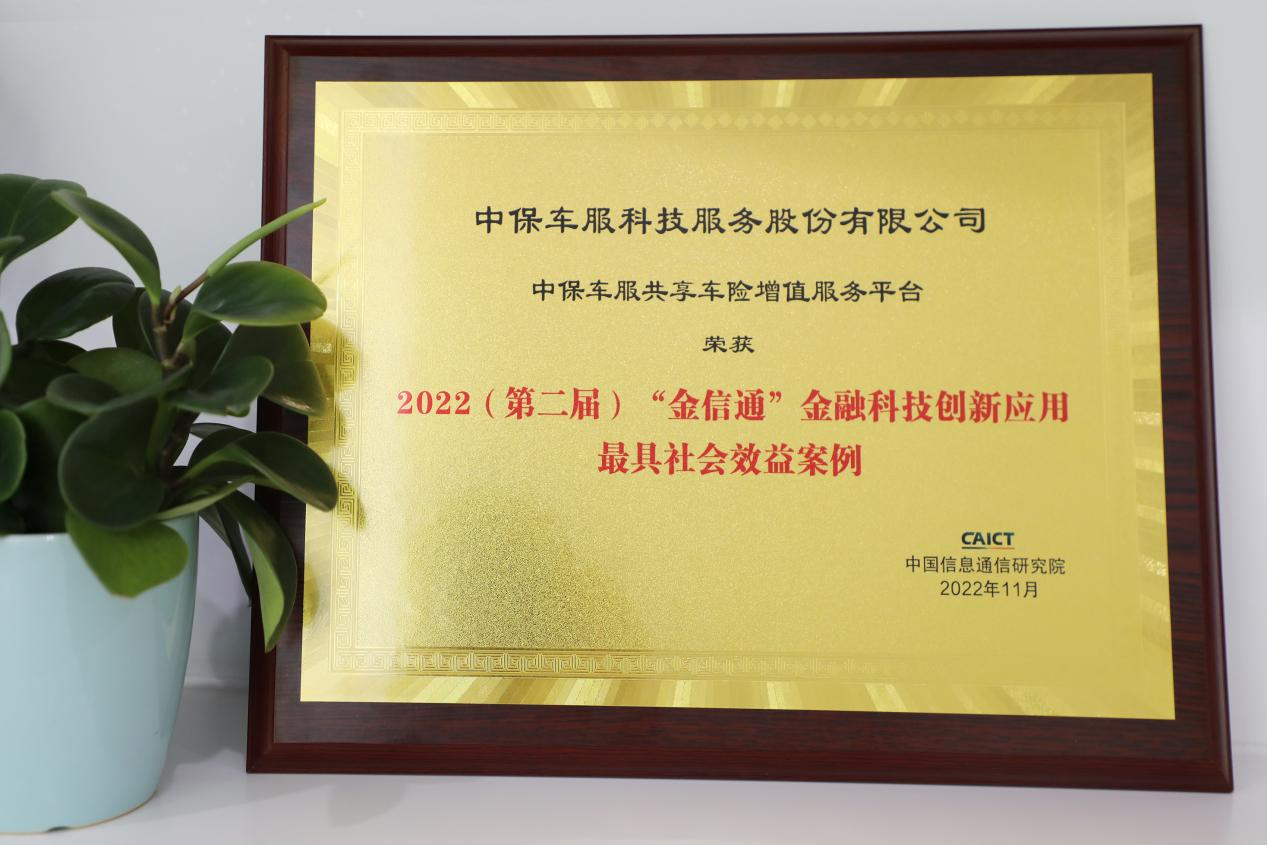 中保车服科技服务股份有限公司
中保车服共享车险增值服务平台
荣获
2022（第二届）“金信通”金融科技创新应用
最具社会效益案例
CAICT
中国信息通信研究院
2022年11月